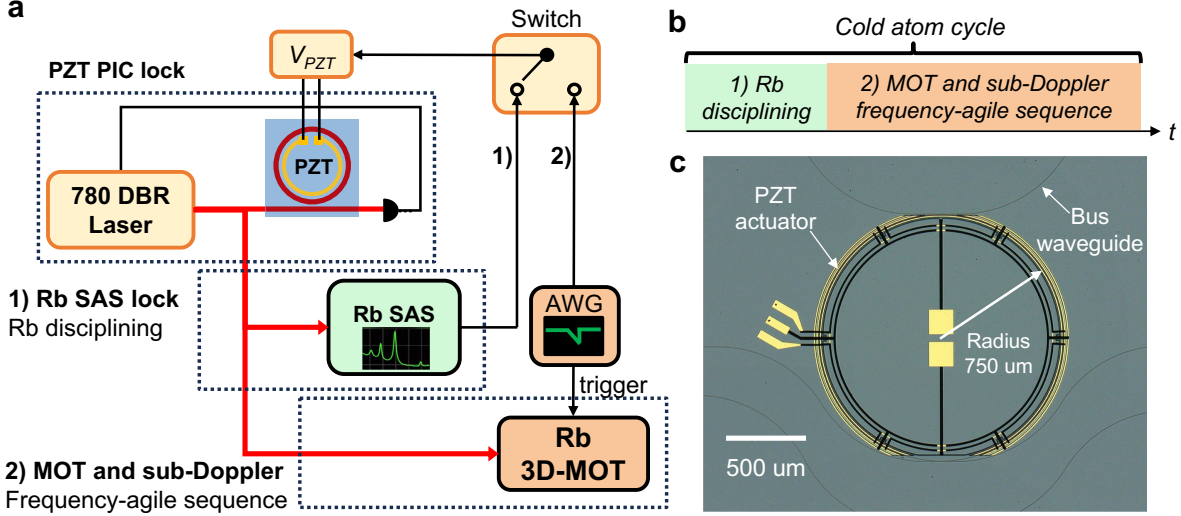 a
Switch
V_PZT
PZT PIC lock
PZT
780 DBR
Laser
1)
2)
1) Rb SAS lock
Rb disciplining
Rb SAS
AWG
trigger
Rb
3D-MOT
2) MOT and sub-Doppler
Frequency-agile sequence
b
Cold atom cycle
1) Rb
disciplining
2) MOT and sub-Doppler
frequency-agile sequence
t
c
PZT
actuator
Bus
waveguide
Radius
750 um
500 um